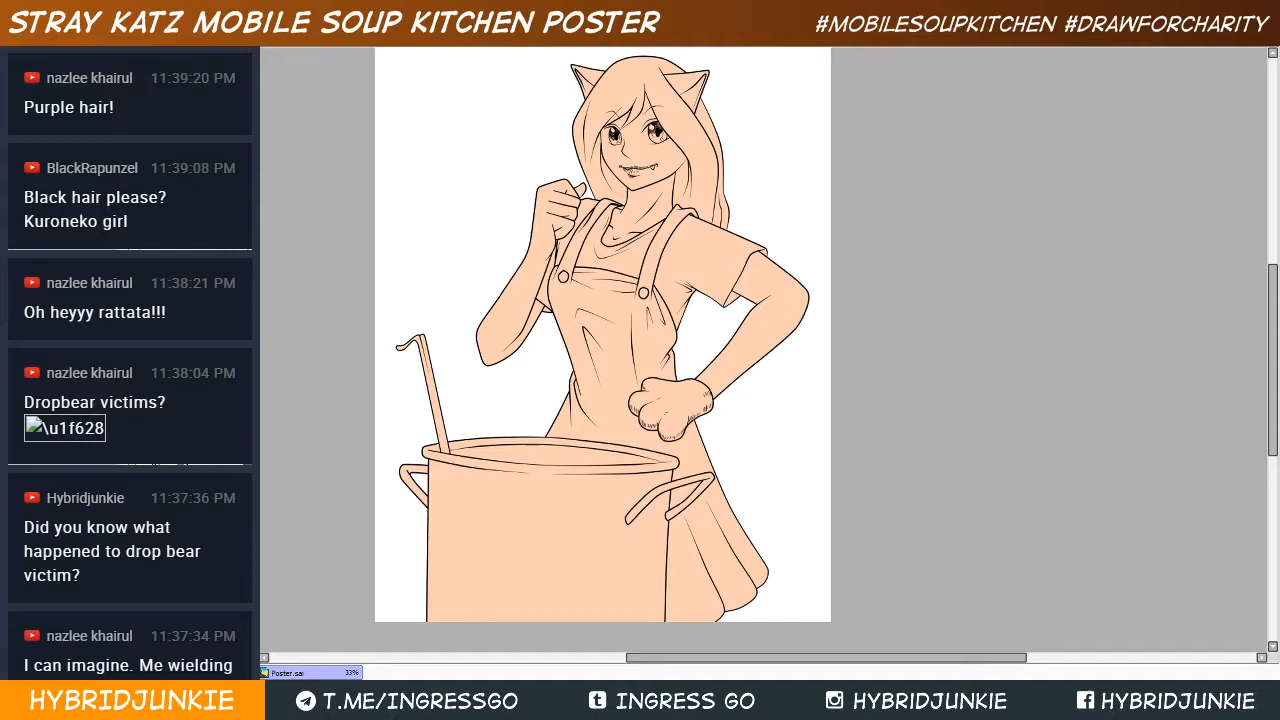 STRAY KATZ MOBILE SOUP KITCHEN POSTER
#MOBILESOUPKITCHEN #DRAWFORCHARITY
nazlee khairul 11:39:20 PM
Purple hair!
BlackRapunzel 11:39:08 PM
Black hair please?
Kuroneko girl
nazlee khairul 11:38:21 PM
Oh heyyy rattata!!!
nazlee khairul 11:38:04 PM
Dropbear victims?
\u1f628
Hybridjunkie 11:37:36 PM
Did you know what
happened to drop bear
victim?
nazlee khairul 11:37:34 PM
I can imagine. Me wielding
Poster.sai 33%
HYBRIDJUNKIE
T.ME/INGRESSGO
INGRESS GO
HYBRIDJUNKIE
HYBRIDJUNKIE